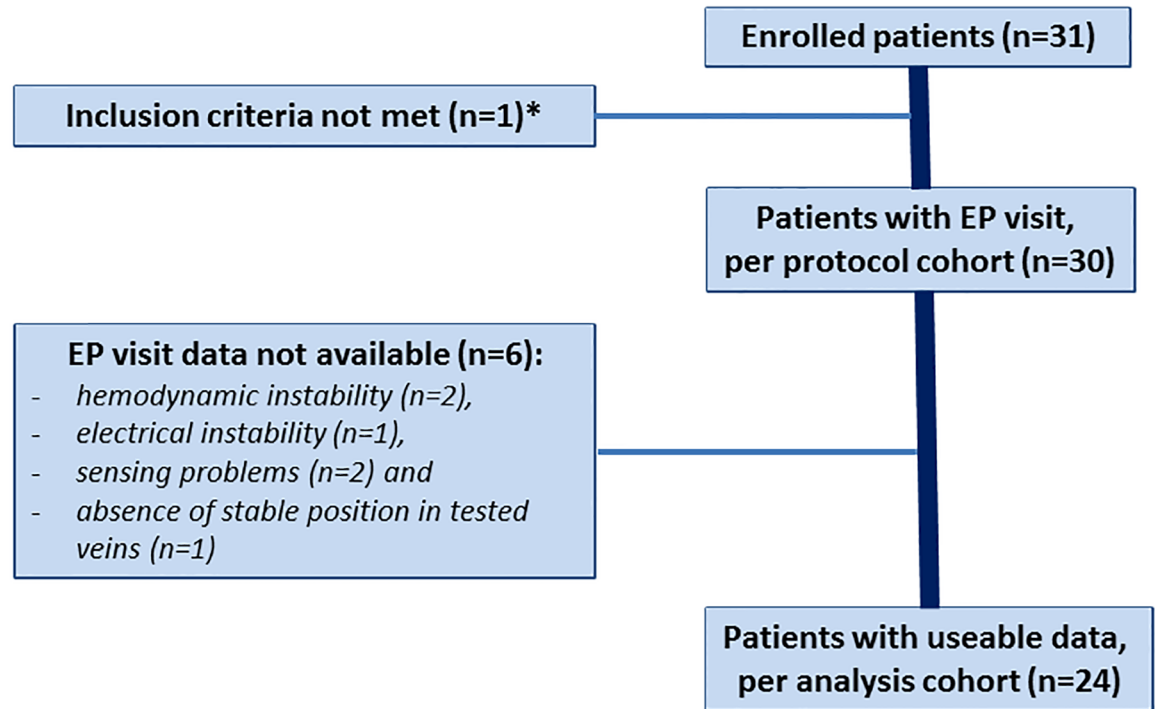 Enrolled patients (n=31)
Inclusion criteria not met (n=1)*
Patients with EP visit,
per protocol cohort (n=30)
EP visit data not available (n=6):
- hemodynamic instability (n=2),
- electrical instability (n=1),
- sensing problems (n=2) and
- absence of stable position in tested
veins (n=1)
Patients with useable data,
per analysis cohort (n=24)